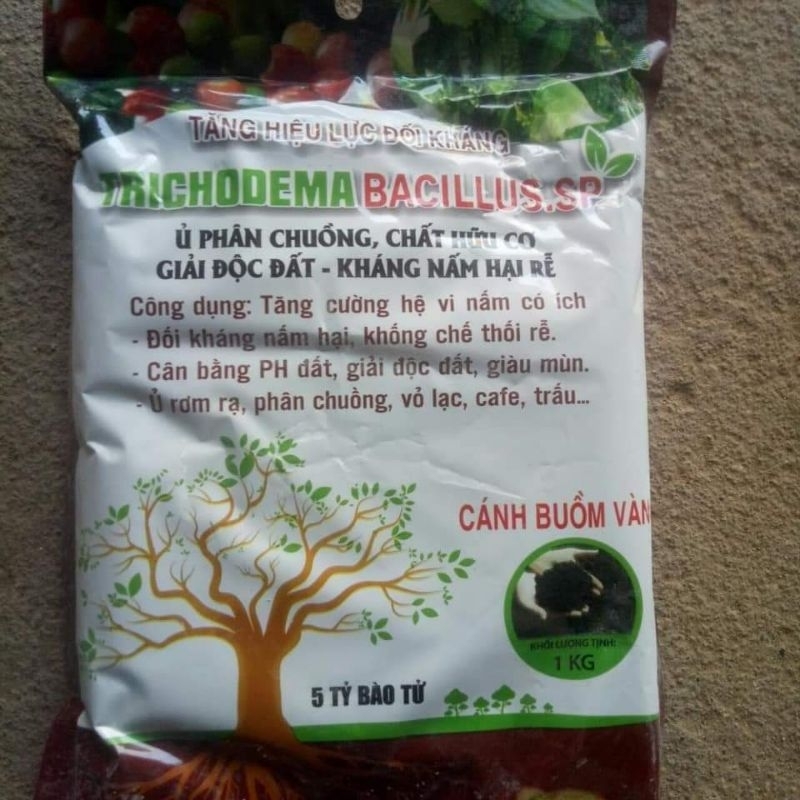 TĂNG HIỆU LỰC ĐỐI KHÁNG
TRICHODEMA BACILLUS.SP
Ủ PHÂN CHUỒNG, CHẤT HỮU CƠ
GIẢI ĐỘC ĐẤT - KHÁNG NẤM HẠI RỄ
Công dụng: Tăng cường hệ vi nấm có ích
- Đối kháng nấm hại, khống chế thối rễ.
- Cân bằng PH đất, giải độc đất, giàu mùn.
- Ủ rơm rạ, phân chuồng, vỏ lạc, cafe, trấu...
CÁNH BUỒM VÀN
KHỐI LƯỢNG TỊNH:
1 KG
5 TỶ BÀO TỬ